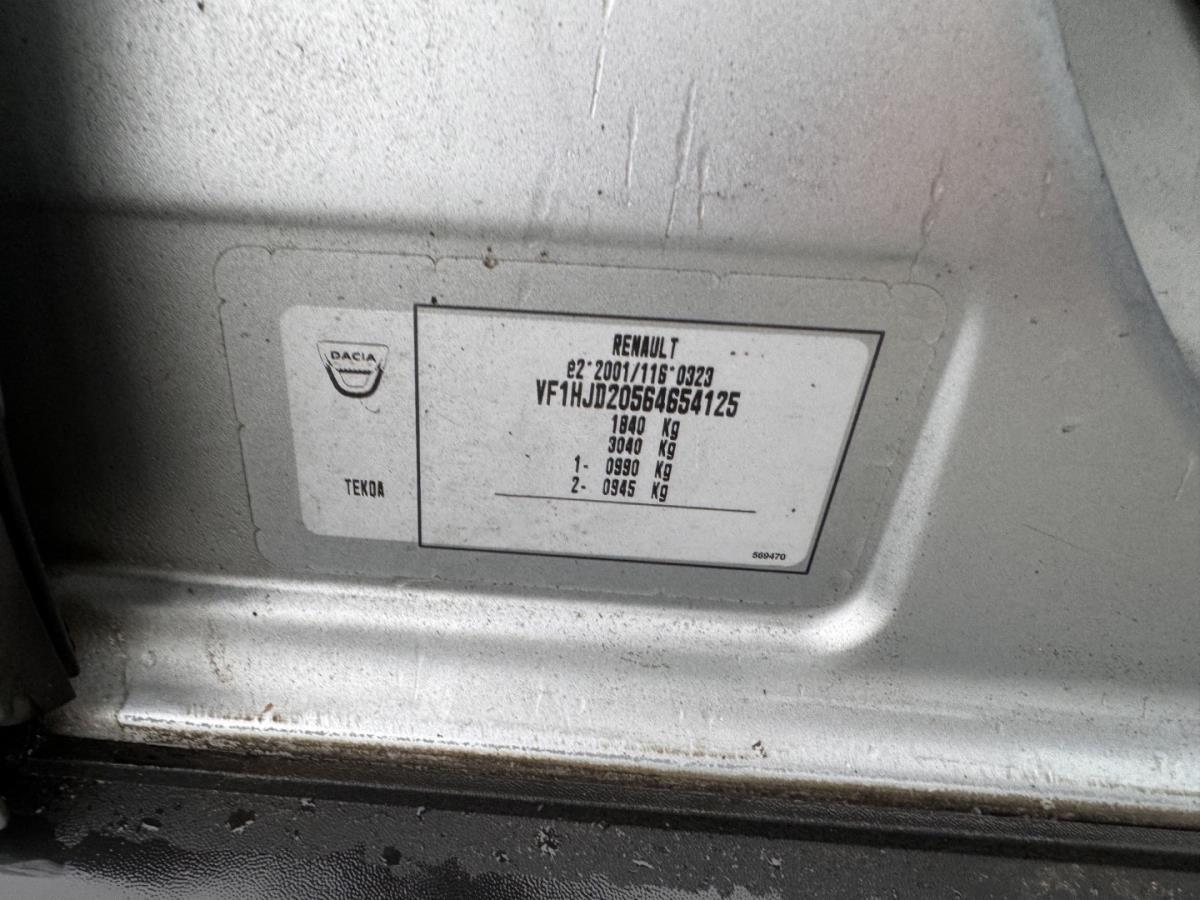 DACIA
TEKOA
RENAULT
e2*2001/116*0323
VF1HJD20564654125
1840 Kg
3040 Kg
1- 0990 Kg
2- 0945 Kg
569470